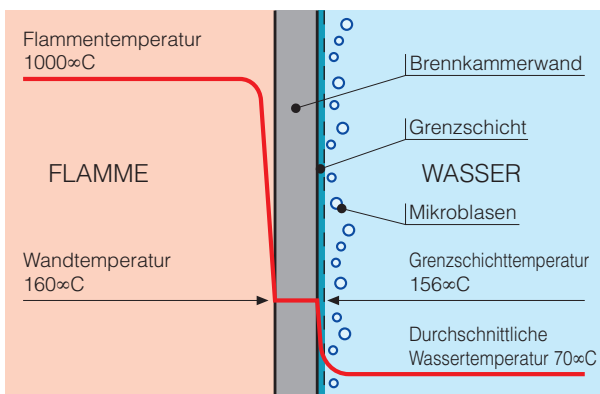 Flammentemperatur
1000∞C
Brennkammerwand
Grenzschicht
FLAMME
WASSER
Mikroblasen
Wandtemperatur
160∞C
Grenzschichttemperatur
156∞C
Durchschnittliche
Wassertemperatur 70∞C